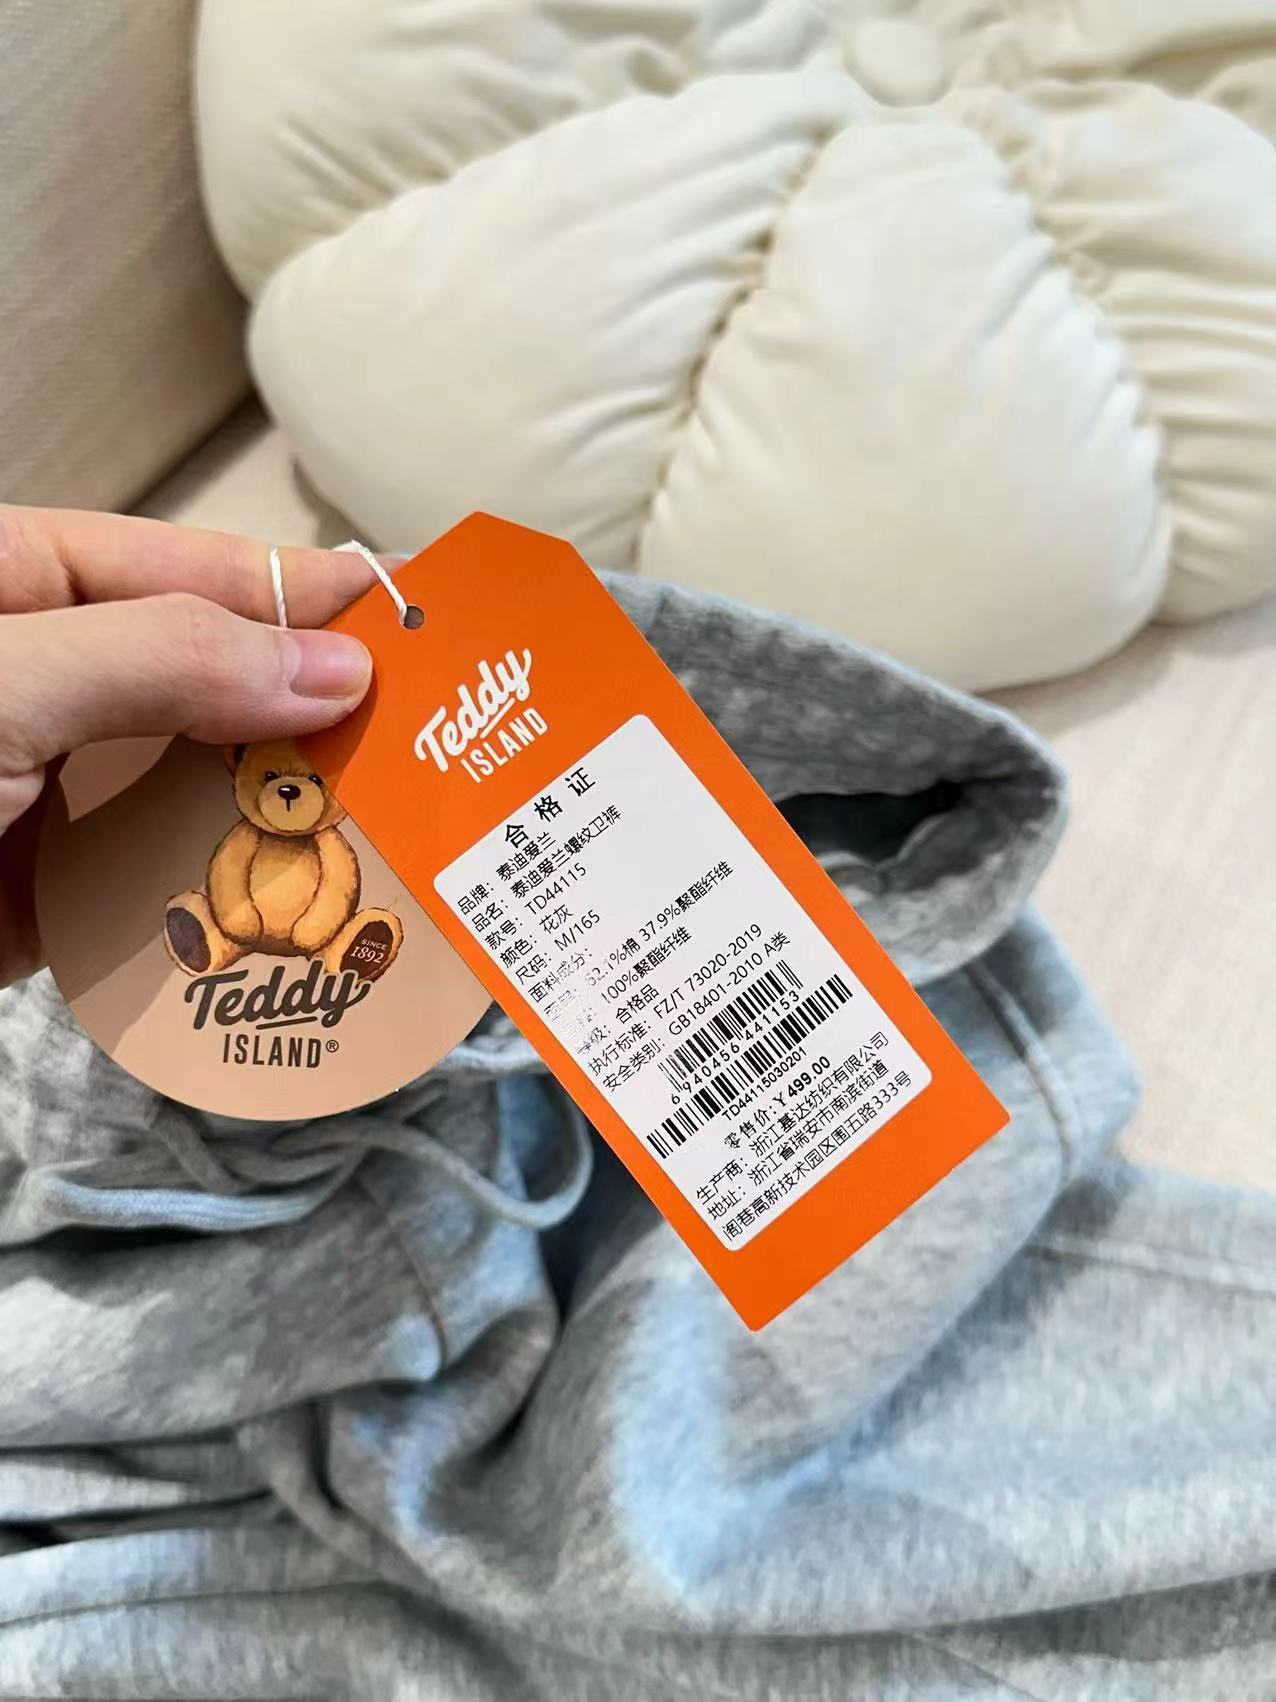 Teddy
ISLAND
合格证
品牌：泰迪爱兰
品名：泰迪爱兰螺纹卫裤
款号：TD44115
颜色：花灰
尺码：M/165
面料成分：
62.1%棉 37.9%聚酯纤维
100%聚酯纤维
等级：合格品
执行标准：FZ/T 73020-2019
安全类别：GB18401-2010 A类
6940456441153
TD44115030201
零售价：¥499.00
生产商：浙江基达纺织有限公司
地址：浙江省瑞安市南滨街道
阁巷高新技术园区围五路333号
SINCE
1892
Teddy
ISLAND®